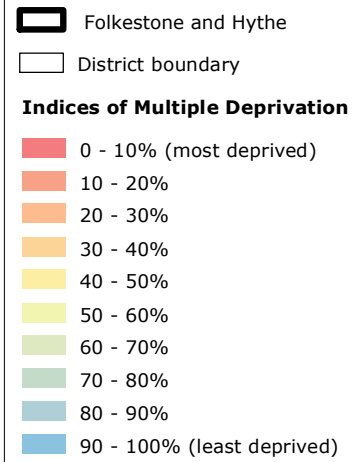 Folkestone and Hythe
District boundary
Indices of Multiple Deprivation
0 - 10% (most deprived)
10 - 20%
20 - 30%
30 - 40%
40 - 50%
50 - 60%
60 - 70%
70 - 80%
80 - 90%
90 - 100% (least deprived)